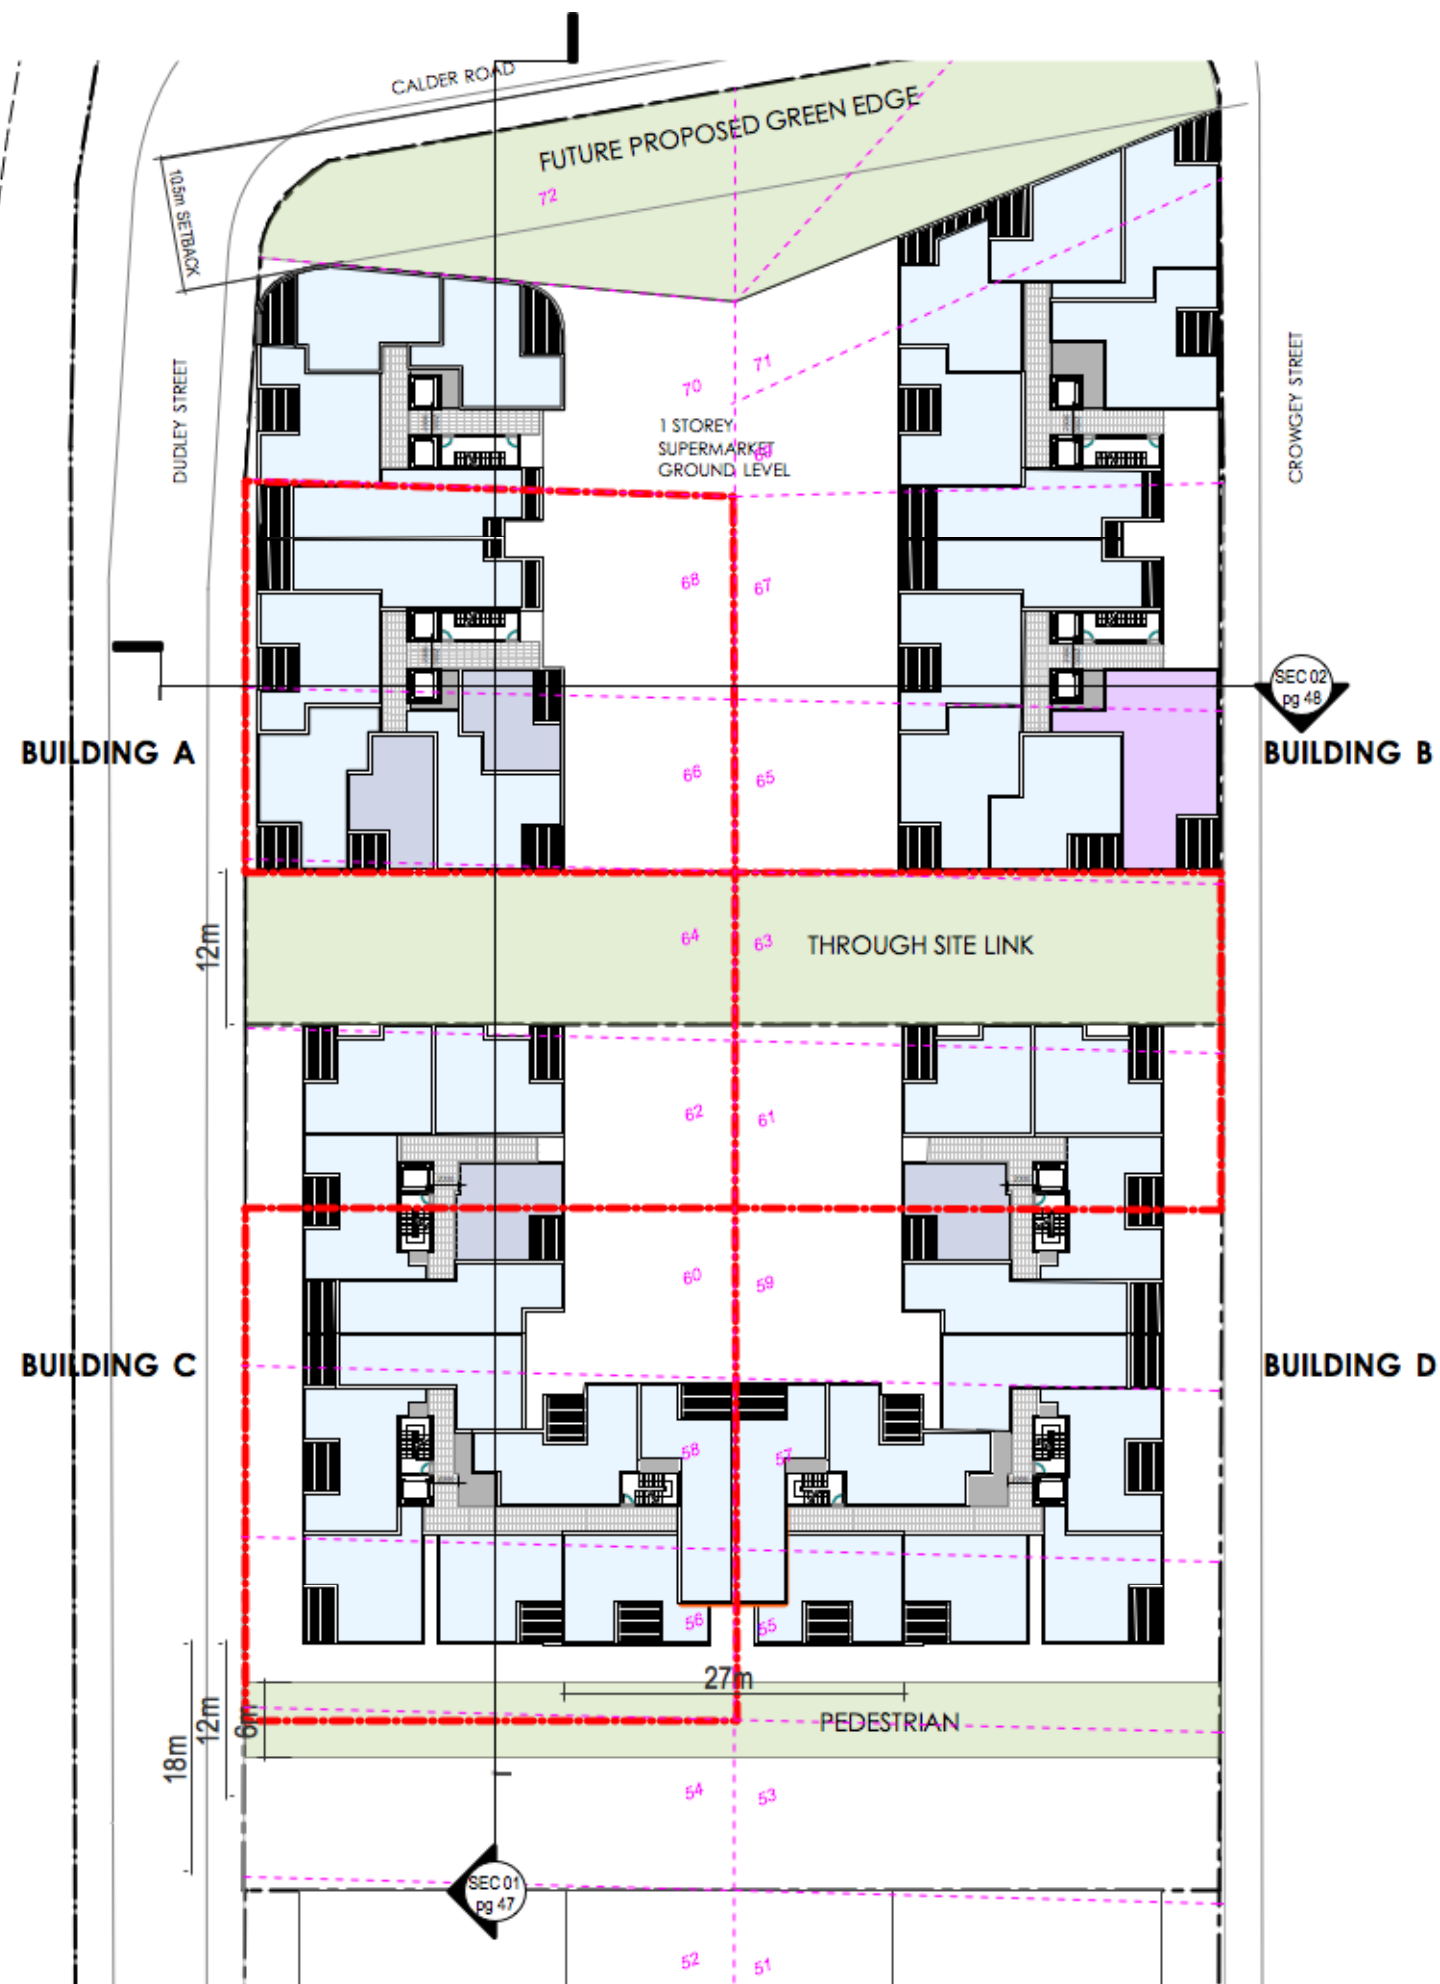 CALDER ROAD
FUTURE PROPOSED GREEN EDGE
72
10.5m SETBACK
DUDLEY STREET
CROWGEY STREET
71
70
1 STOREY
SUPERMARKET
69
GROUND LEVEL
68
67
SEC 02
pg 48
BUILDING A
BUILDING B
66
65
12m
64
63
THROUGH SITE LINK
62
61
60
59
BUILDING C
BUILDING D
58
57
56
55
27m
18m
12m
6m
PEDESTRIAN
54
53
SEC 01
pg 47
52
51